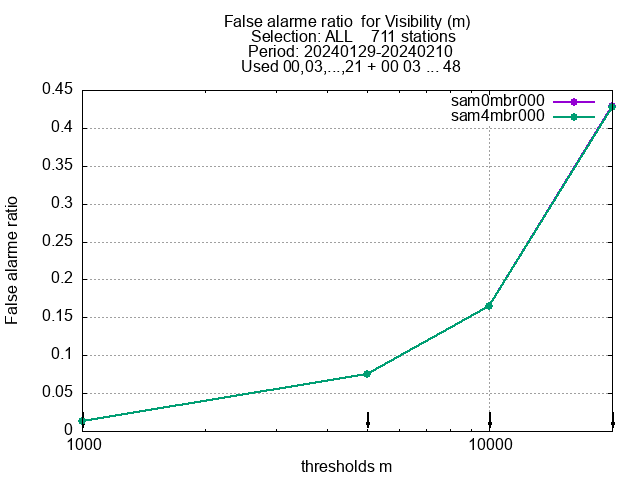 False alarme ratio  for Visibility (m)
Selection: ALL    711 stations
Period: 20240129-20240210
Used 00,03,...,21 + 00 03 ... 48
sam0mbr000
sam4mbr000
0.45
0.4
0.35
0.3
0.25
0.2
0.15
0.1
0.05
0
False alarme ratio
1000
10000
thresholds m